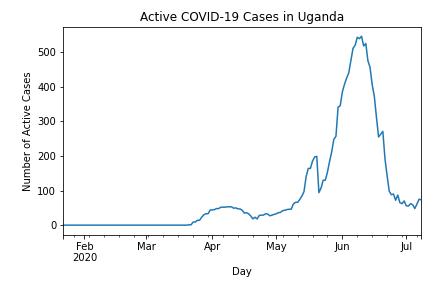 Active COVID-19 Cases in Uganda
Number of Active Cases
500
400
300
200
100
0
Feb Mar Apr May Jun Jul
2020
Day